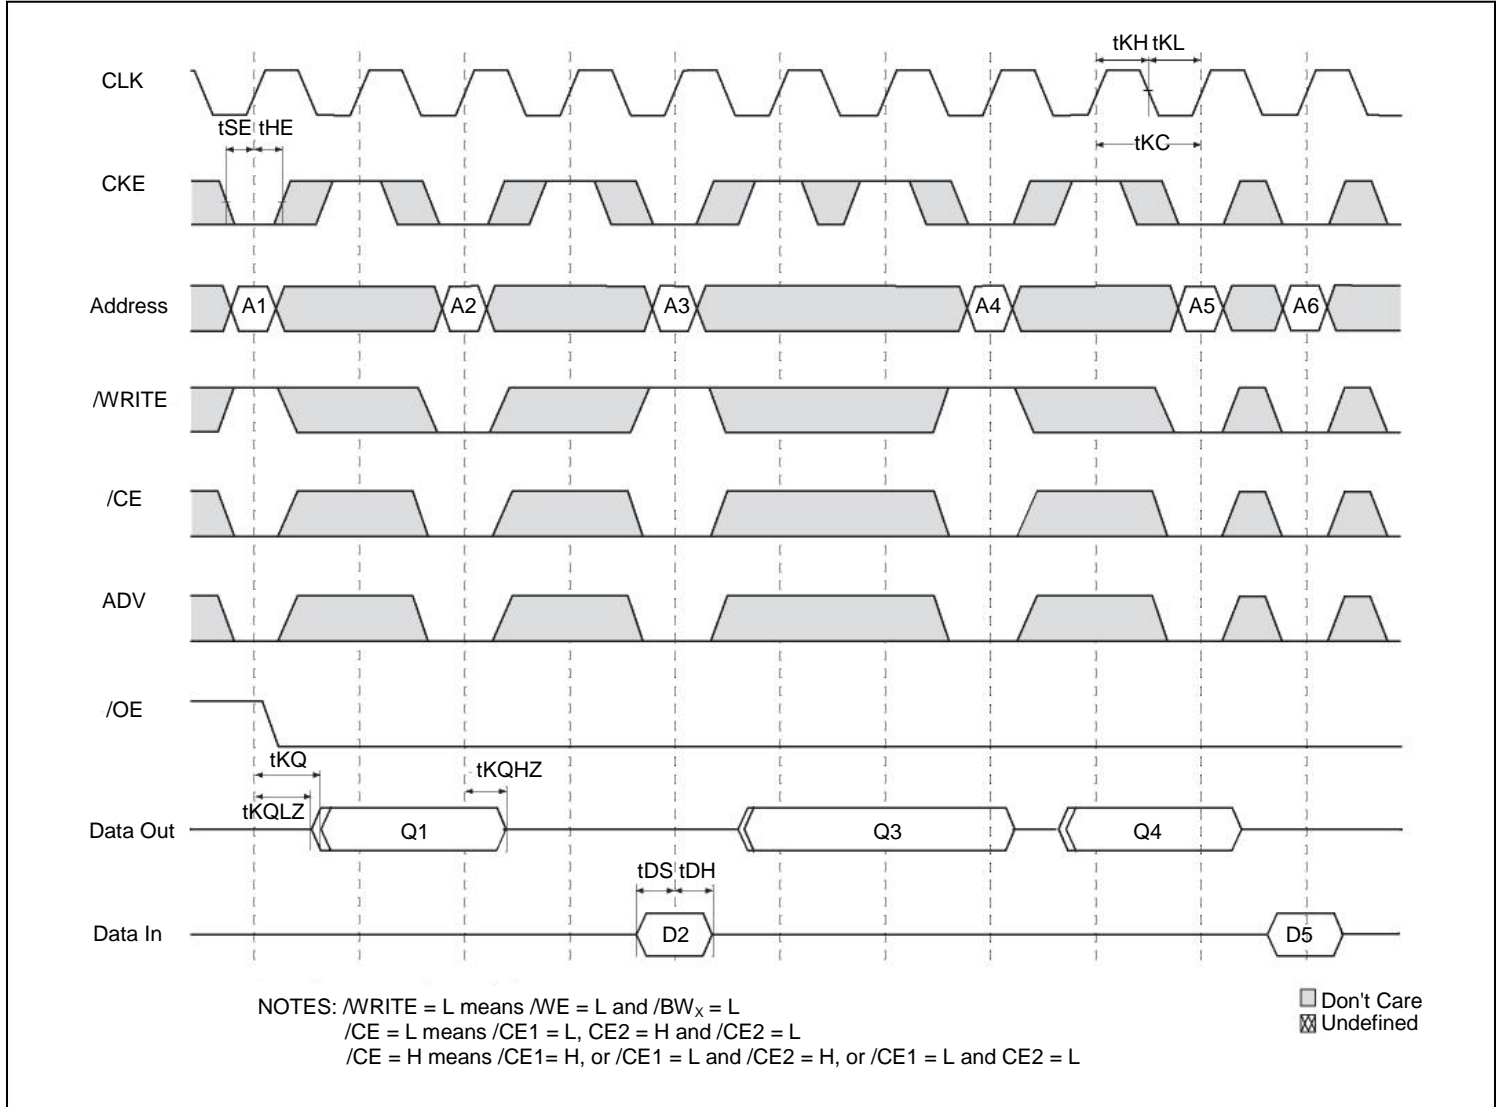 tKH tKL
CLK
tSE tHE
tKC
CKE
Address A1 A2 A3 A4 A5 A6
/WRITE
/CE
ADV
/OE
tKQ
tKQHZ
tKQLZ
Data Out Q1 Q3 Q4
tDS tDH
Data In D2 D5
NOTES: /WRITE = L means /WE = L and /BWX = L
/CE = L means /CE1 = L, CE2 = H and /CE2 = L
/CE = H means /CE1= H, or /CE1 = L and /CE2 = H, or /CE1 = L and CE2 = L
Don't Care
Undefined